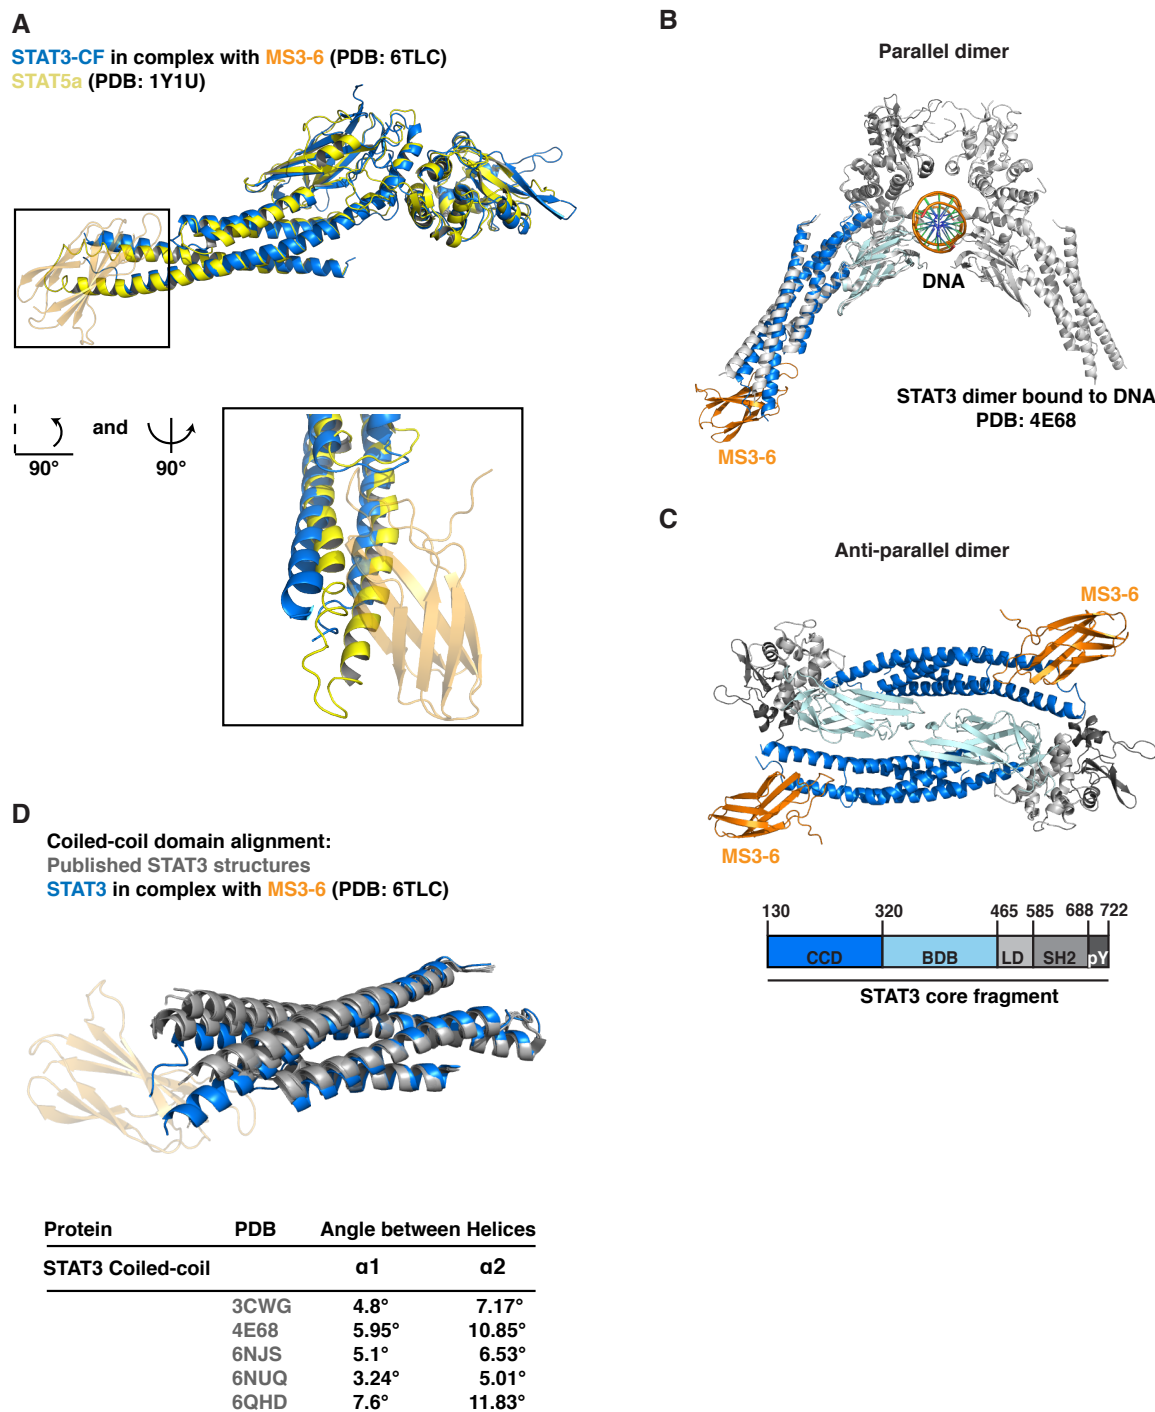 A
STAT3-CF in complex with MS3-6 (PDB: 6TLC)
STAT5a (PDB: 1Y1U)
90°
and
90°
B
Parallel dimer
DNA
STAT3 dimer bound to DNA
PDB: 4E68
MS3-6
C
Anti-parallel dimer
MS3-6
MS3-6
130 320 465 585 688 722
CCD BDB LD SH2 pY
STAT3 core fragment
D
Coiled-coil domain alignment:
Published STAT3 structures
STAT3 in complex with MS3-6 (PDB: 6TLC)
Protein PDB Angle between Helices
STAT3 Coiled-coil α1 α2
3CWG 4.8° 7.17°
4E68 5.95° 10.85°
6NJS 5.1° 6.53°
6NUQ 3.24° 5.01°
6QHD 7.6° 11.83°